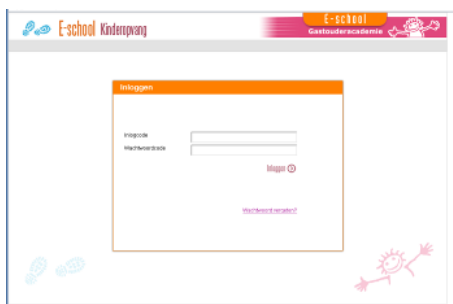 E-school Kinderopvang
E-school
Gastouderacademie
Inloggen
Inlogcode
Wachtwoordcode
Inloggen
Wachtwoord vergeten?